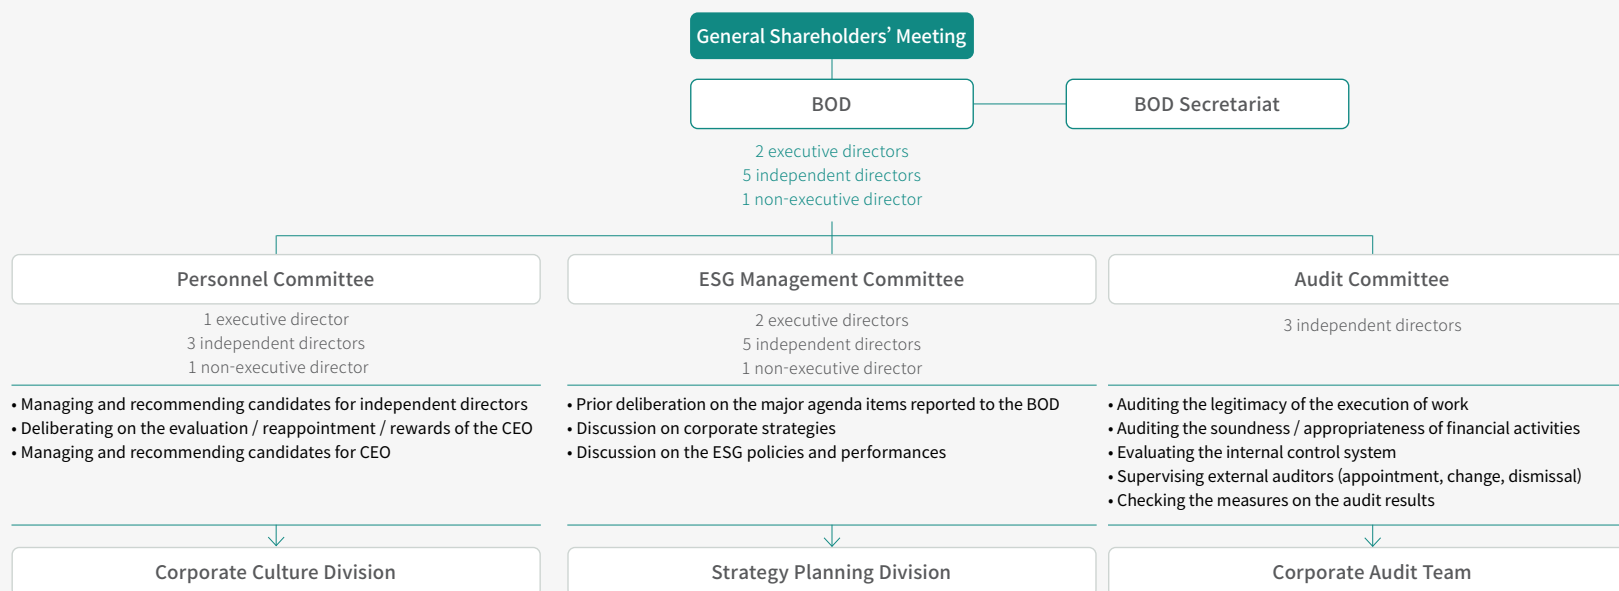 General Shareholders’ Meeting
BOD
BOD Secretariat
2 executive directors
5 independent directors
1 non-executive director
Personnel Committee
1 executive director
3 independent directors
1 non-executive director
• Managing and recommending candidates for independent directors
• Deliberating on the evaluation / reappointment / rewards of the CEO
• Managing and recommending candidates for CEO
Corporate Culture Division
ESG Management Committee
2 executive directors
5 independent directors
1 non-executive director
• Prior deliberation on the major agenda items reported to the BOD
• Discussion on corporate strategies
• Discussion on the ESG policies and performances
Strategy Planning Division
Audit Committee
3 independent directors
• Auditing the legitimacy of the execution of work
• Auditing the soundness / appropriateness of financial activities
• Evaluating the internal control system
• Supervising external auditors (appointment, change, dismissal)
• Checking the measures on the audit results
Corporate Audit Team